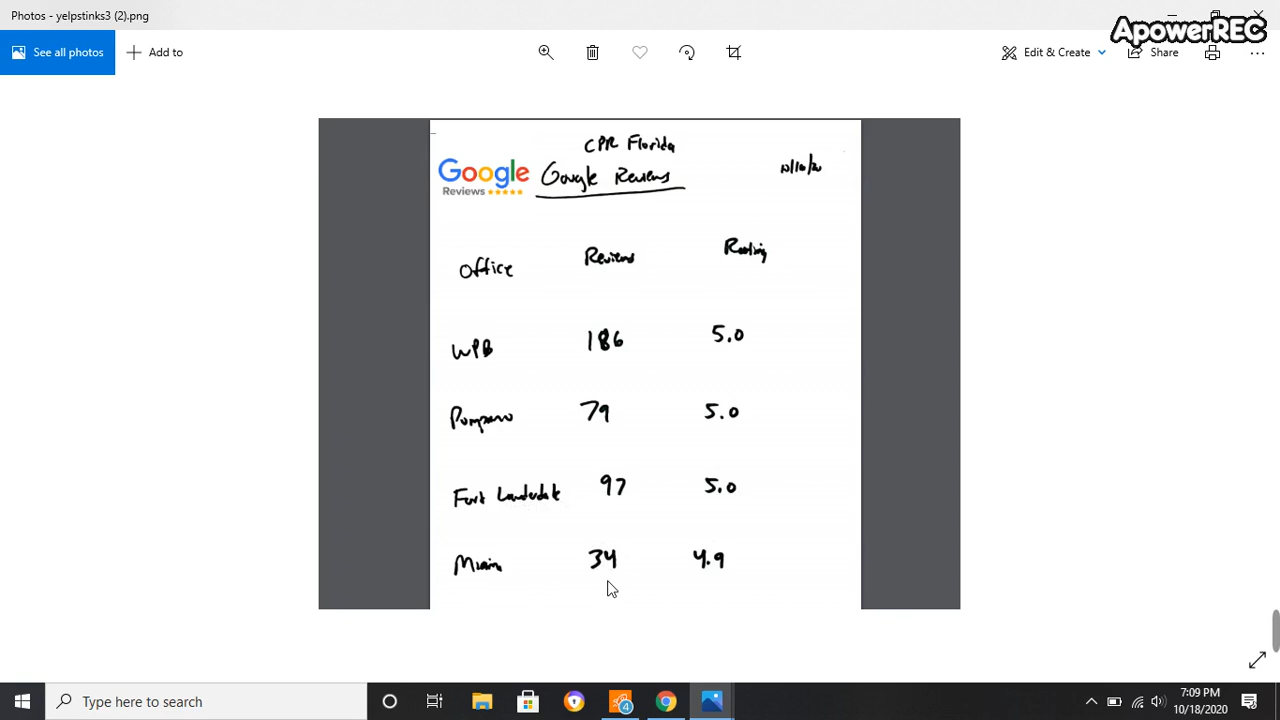 Photos - yelpstinks3 (2).png
ApowerREC
See all photos
Add to
Edit & Create
Share
CPR Florida
Google
Reviews
Google Reviews
Office Reviews Rating
WPB 186 5.0
Pompano 79 5.0
Fort Lauderdale 97 5.0
Miami 34 4.9
Type here to search
4
7:09 PM
10/18/2020